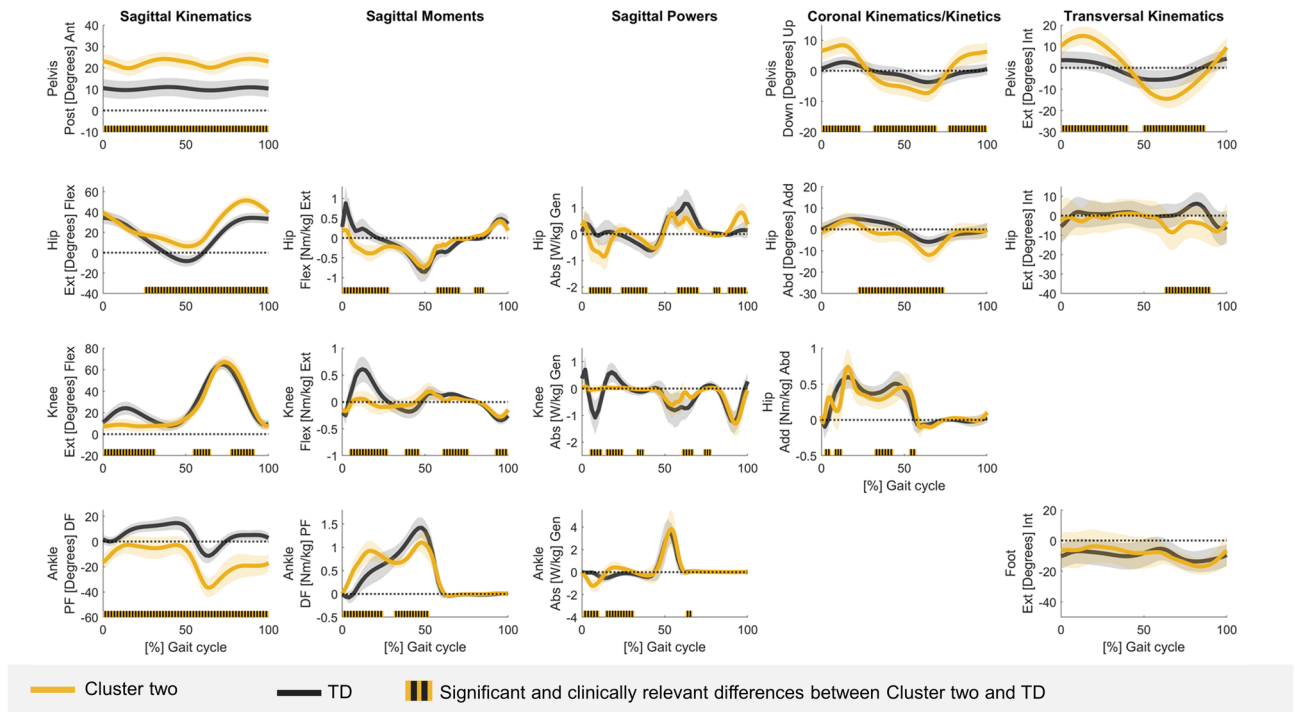 Sagittal Kinematics
Sagittal Moments
Sagittal Powers
Coronal Kinematics/Kinetics
Transversal Kinematics
Pelvis
Post [Degrees] Ant
40
30
20
10
0
-10
0
50
100
Pelvis
Down [Degrees] Up
10
0
-10
-20
0
50
100
Pelvis
Ext [Degrees] Int
20
10
0
-10
-20
-30
0
50
100
Hip
Ext [Degrees] Flex
60
40
20
0
-20
-40
0
50
100
Hip
Flex [Nm/kg] Ext
1
0.5
0
-0.5
-1
0
50
100
Hip
Abs [W/kg] Gen
1
0
-1
-2
0
50
100
Hip
Abd [Degrees] Add
20
10
0
-10
-20
-30
0
50
100
Hip
Ext [Degrees] Int
10
0
-10
-20
-30
-40
0
50
100
Knee
Ext [Degrees] Flex
80
60
40
20
0
-20
0
50
100
Knee
Flex [Nm/kg] Ext
1
0.5
0
-0.5
-1
0
50
100
Knee
Abs [W/kg] Gen
1
0
-1
-2
0
50
100
Hip
Add [Nm/kg] Abd
1
0.5
0
-0.5
0
50
100
[%] Gait cycle
Ankle
PF [Degrees] DF
20
0
-20
-40
-60
0
50
100
[%] Gait cycle
Ankle
DF [Nm/kg] PF
1.5
1
0.5
0
-0.5
0
50
100
[%] Gait cycle
Ankle
Abs [W/kg] Gen
4
2
0
-2
-4
0
50
100
[%] Gait cycle
Foot
Ext [Degrees] Int
20
0
-20
-40
0
50
100
[%] Gait cycle
Cluster two
TD
Significant and clinically relevant differences between Cluster two and TD